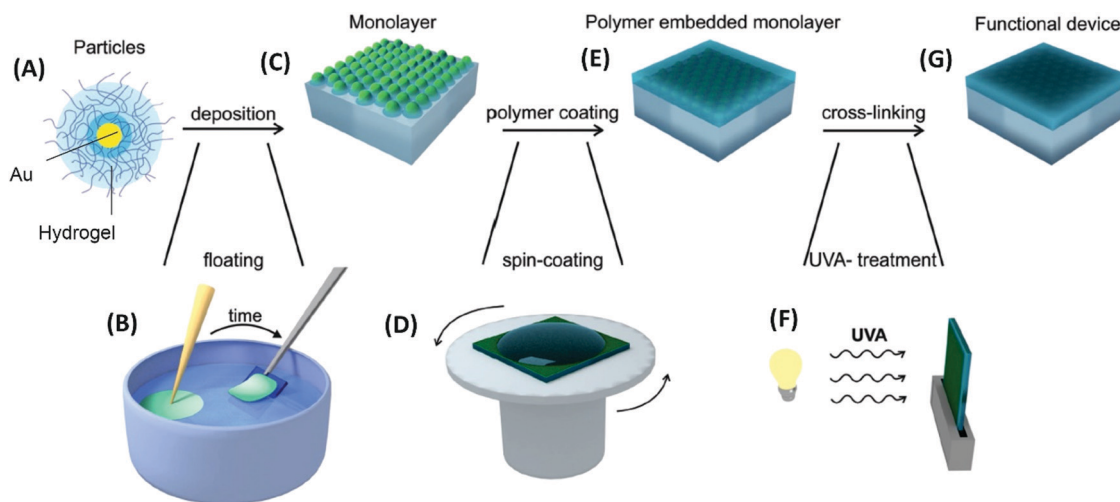 Particles
Monolayer
Polymer embedded monolayer
Functional device
(A)
(C)
(E)
(G)
deposition
polymer coating
cross-linking
Au
Hydrogel
floating
spin-coating
UVA- treatment
(B)
time
(D)
(F)
UVA